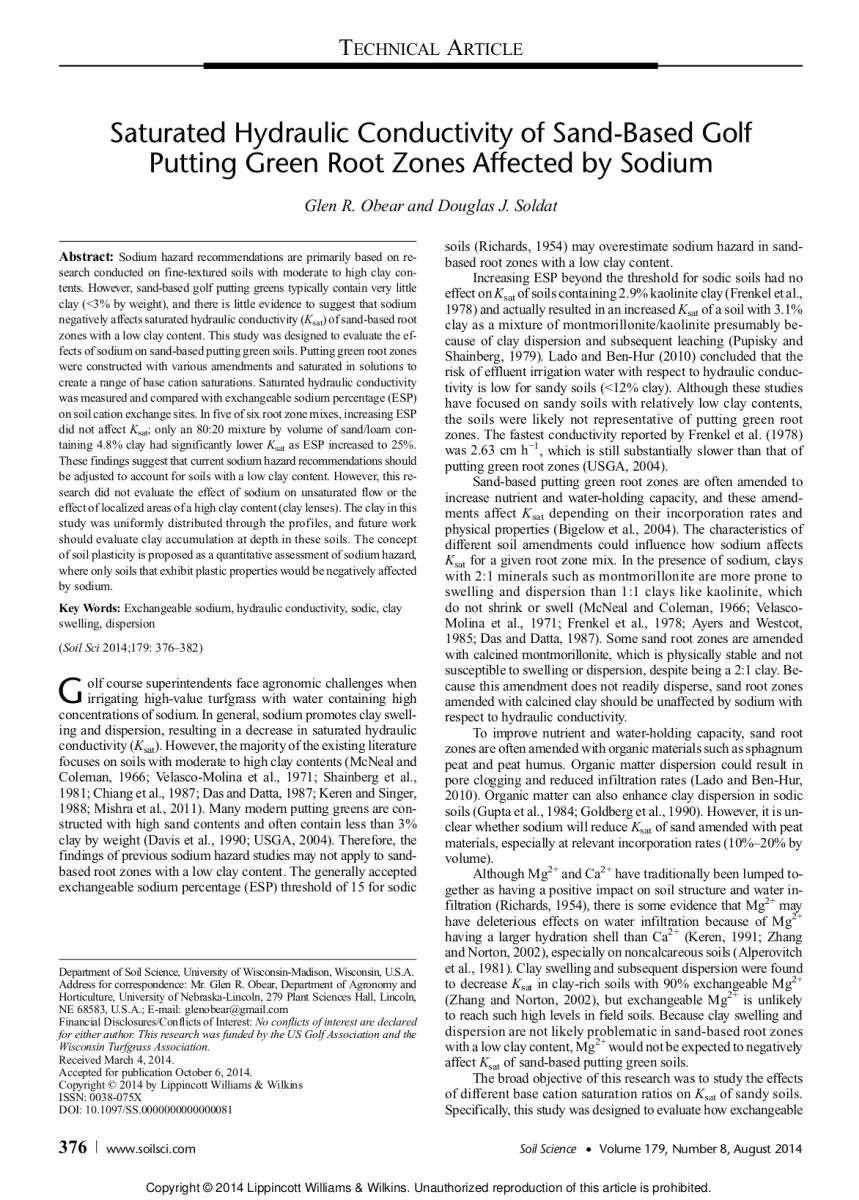 TECHNICAL ARTICLE
Saturated Hydraulic Conductivity of Sand-Based Golf
Putting Green Root Zones Affected by Sodium
Glen R. Obear and Douglas J. Soldat
Abstract: Sodium hazard recommendations are primarily based on re-
search conducted on fine-textured soils with moderate to high clay con-
tents. However, sand-based golf putting greens typically contain very little
clay (<3% by weight), and there is little evidence to suggest that sodium
negatively affects saturated hydraulic conductivity (Ksat) of sand-based root
zones with a low clay content. This study was designed to evaluate the ef-
fects of sodium on sand-based putting green soils. Putting green root zones
were constructed with various amendments and saturated in solutions to
create a range of base cation saturations. Saturated hydraulic conductivity
was measured and compared with exchangeable sodium percentage (ESP)
on soil cation exchange sites. In five of six root zone mixes, increasing ESP
did not affect Ksat; only an 80:20 mixture by volume of sand/loam con-
taining 4.8% clay had significantly lower Ksat as ESP increased to 25%.
These findings suggest that current sodium hazard recommendations should
be adjusted to account for soils with a low clay content. However, this re-
search did not evaluate the effect of sodium on unsaturated flow or the
effect of localized areas of a high clay content (clay lenses). The clay in this
study was uniformly distributed through the profiles, and future work
should evaluate clay accumulation at depth in these soils. The concept
of soil plasticity is proposed as a quantitative assessment of sodium hazard,
where only soils that exhibit plastic properties would be negatively affected
by sodium.
Key Words: Exchangeable sodium, hydraulic conductivity, sodic, clay
swelling, dispersion
(Soil Sci 2014;179: 376–382)
Golf course superintendents face agronomic challenges when
irrigating high-value turfgrass with water containing high
concentrations of sodium. In general, sodium promotes clay swell-
ing and dispersion, resulting in a decrease in saturated hydraulic
conductivity (Ksat). However, the majority of the existing literature
focuses on soils with moderate to high clay contents (McNeal and
Coleman, 1966; Velasco-Molina et al., 1971; Shainberg et al.,
1981; Chiang et al., 1987; Das and Datta, 1987; Keren and Singer,
1988; Mishra et al., 2011). Many modern putting greens are con-
structed with high sand contents and often contain less than 3%
clay by weight (Davis et al., 1990; USGA, 2004). Therefore, the
findings of previous sodium hazard studies may not apply to sand-
based root zones with a low clay content. The generally accepted
exchangeable sodium percentage (ESP) threshold of 15 for sodic
Department of Soil Science, University of Wisconsin-Madison, Wisconsin, U.S.A.
Address for correspondence: Mr. Glen R. Obear, Department of Agronomy and
Horticulture, University of Nebraska-Lincoln, 279 Plant Sciences Hall, Lincoln,
NE 68583, U.S.A.; E-mail: glenobear@gmail.com
Financial Disclosures/Conflicts of Interest: No conflicts of interest are declared
for either author. This research was funded by the US Golf Association and the
Wisconsin Turfgrass Association.
Received March 4, 2014.
Accepted for publication October 6, 2014.
Copyright © 2014 by Lippincott Williams & Wilkins
ISSN: 0038-075X
DOI: 10.1097/SS.0000000000000081
soils (Richards, 1954) may overestimate sodium hazard in sand-
based root zones with a low clay content.
Increasing ESP beyond the threshold for sodic soils had no
effect on Ksat of soils containing 2.9% kaolinite clay (Frenkel et al.,
1978) and actually resulted in an increased Ksat of a soil with 3.1%
clay as a mixture of montmorillonite/kaolinite presumably be-
cause of clay dispersion and subsequent leaching (Pupisky and
Shainberg, 1979). Lado and Ben-Hur (2010) concluded that the
risk of effluent irrigation water with respect to hydraulic conduc-
tivity is low for sandy soils (<12% clay). Although these studies
have focused on sandy soils with relatively low clay contents,
the soils were likely not representative of putting green root
zones. The fastest conductivity reported by Frenkel et al. (1978)
was 2.63 cm h−1, which is still substantially slower than that of
putting green root zones (USGA, 2004).
Sand-based putting green root zones are often amended to
increase nutrient and water-holding capacity, and these amend-
ments affect Ksat depending on their incorporation rates and
physical properties (Bigelow et al., 2004). The characteristics of
different soil amendments could influence how sodium affects
Ksat for a given root zone mix. In the presence of sodium, clays
with 2:1 minerals such as montmorillonite are more prone to
swelling and dispersion than 1:1 clays like kaolinite, which
do not shrink or swell (McNeal and Coleman, 1966; Velasco-
Molina et al., 1971; Frenkel et al., 1978; Ayers and Westcot,
1985; Das and Datta, 1987). Some sand root zones are amended
with calcined montmorillonite, which is physically stable and not
susceptible to swelling or dispersion, despite being a 2:1 clay. Be-
cause this amendment does not readily disperse, sand root zones
amended with calcined clay should be unaffected by sodium with
respect to hydraulic conductivity.
To improve nutrient and water-holding capacity, sand root
zones are often amended with organic materials such as sphagnum
peat and peat humus. Organic matter dispersion could result in
pore clogging and reduced infiltration rates (Lado and Ben-Hur,
2010). Organic matter can also enhance clay dispersion in sodic
soils (Gupta et al., 1984; Goldberg et al., 1990). However, it is un-
clear whether sodium will reduce Ksat of sand amended with peat
materials, especially at relevant incorporation rates (10%–20% by
volume).
Although Mg2+ and Ca2+ have traditionally been lumped to-
gether as having a positive impact on soil structure and water in-
filtration (Richards, 1954), there is some evidence that Mg2+ may
have deleterious effects on water infiltration because of Mg2+
having a larger hydration shell than Ca2+ (Keren, 1991; Zhang
and Norton, 2002), especially on noncalcareous soils (Alperovitch
et al., 1981). Clay swelling and subsequent dispersion were found
to decrease Ksat in clay-rich soils with 90% exchangeable Mg2+
(Zhang and Norton, 2002), but exchangeable Mg2+ is unlikely
to reach such high levels in field soils. Because clay swelling and
dispersion are not likely problematic in sand-based root zones
with a low clay content, Mg2+ would not be expected to negatively
affect Ksat of sand-based putting green soils.
The broad objective of this research was to study the effects
of different base cation saturation ratios on Ksat of sandy soils.
Specifically, this study was designed to evaluate how exchangeable
376 | www.soilsci.com
Soil Science • Volume 179, Number 8, August 2014
Copyright © 2014 Lippincott Williams & Wilkins. Unauthorized reproduction of this article is prohibited.